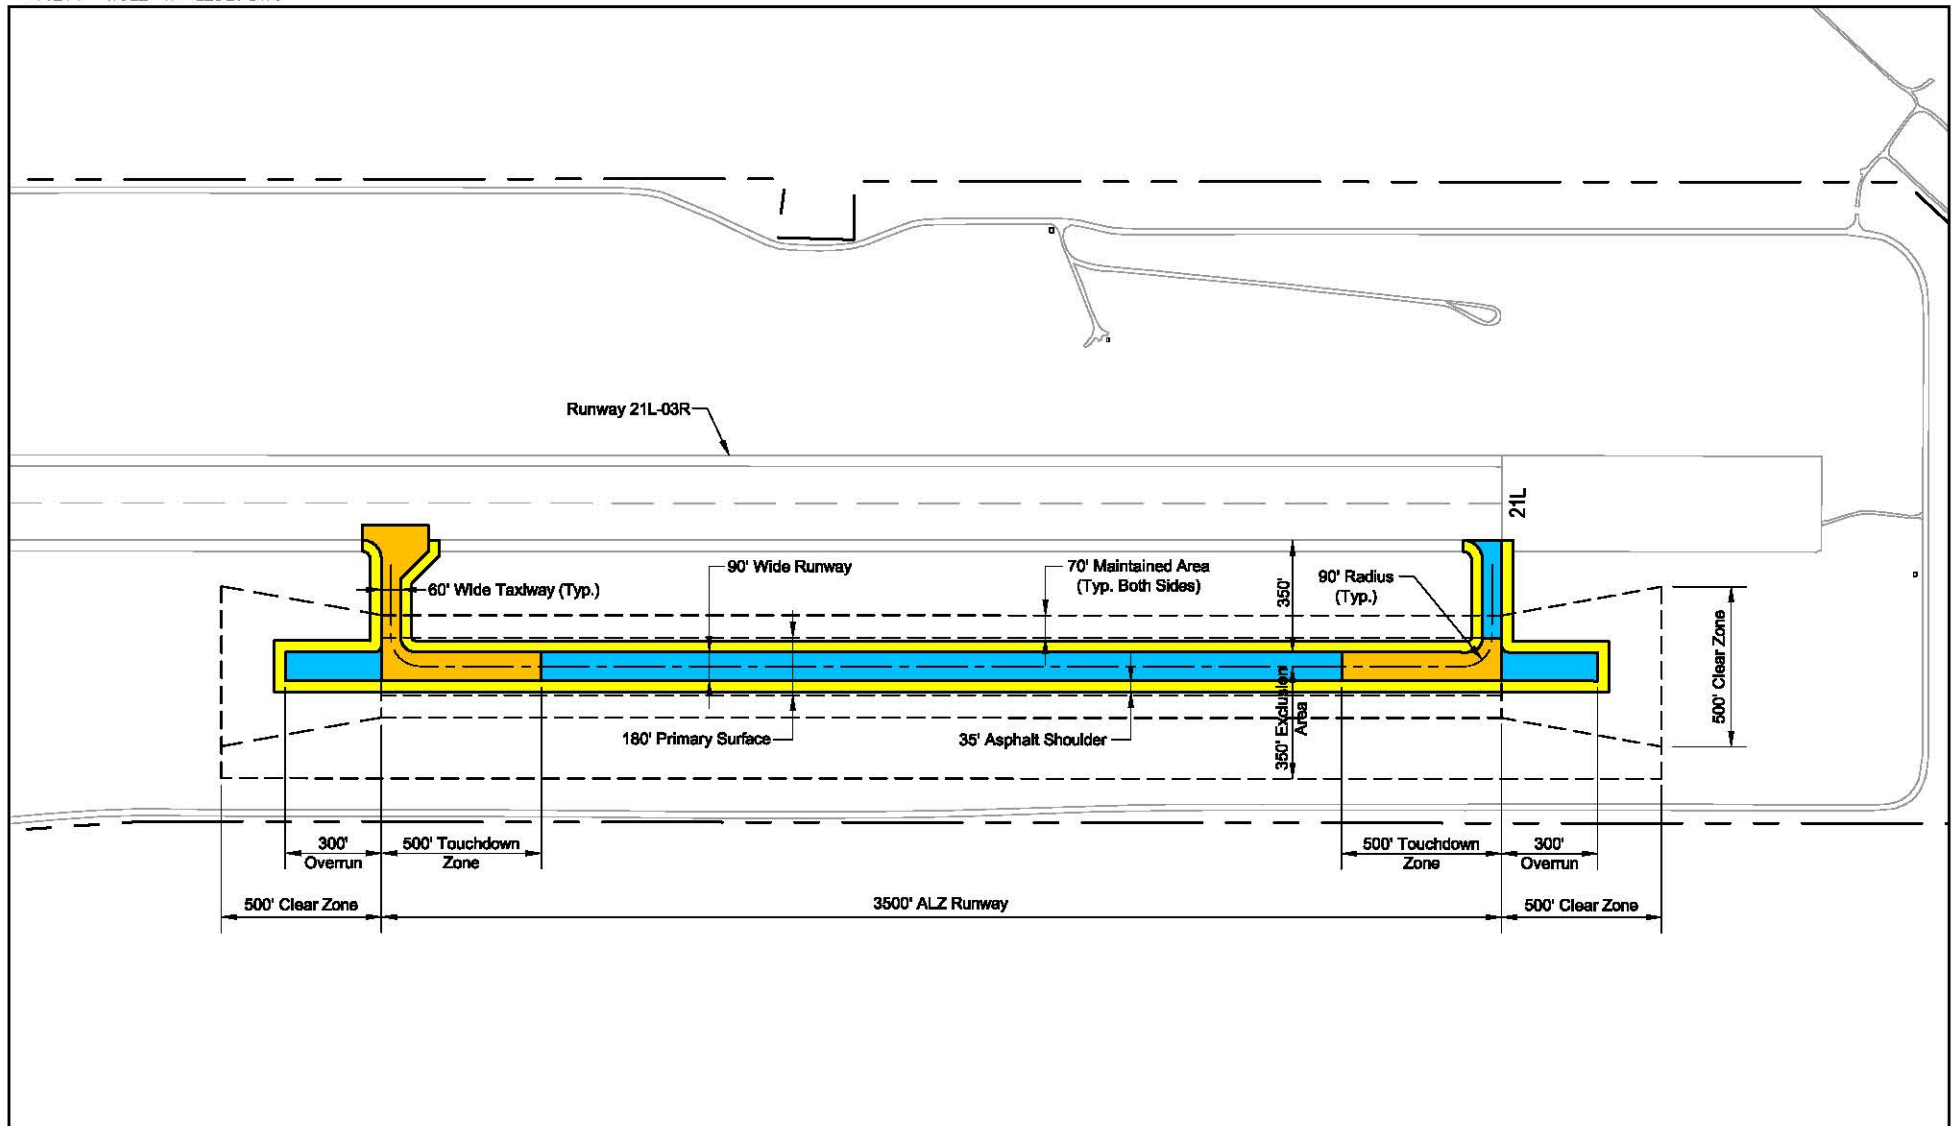 Runway 21L-03R
21L
90' Wide Runway
70' Maintained Area
(Typ. Both Sides)
60' Wide Taxiway (Typ.)
350'
90' Radius
(Typ.)
500' Clear Zone
350' Exclusion
Area
180' Primary Surface
35' Asphalt Shoulder
300'
Overrun
500' Touchdown
Zone
500' Touchdown
Zone
300'
Overrun
500' Clear Zone
3500' ALZ Runway
500' Clear Zone